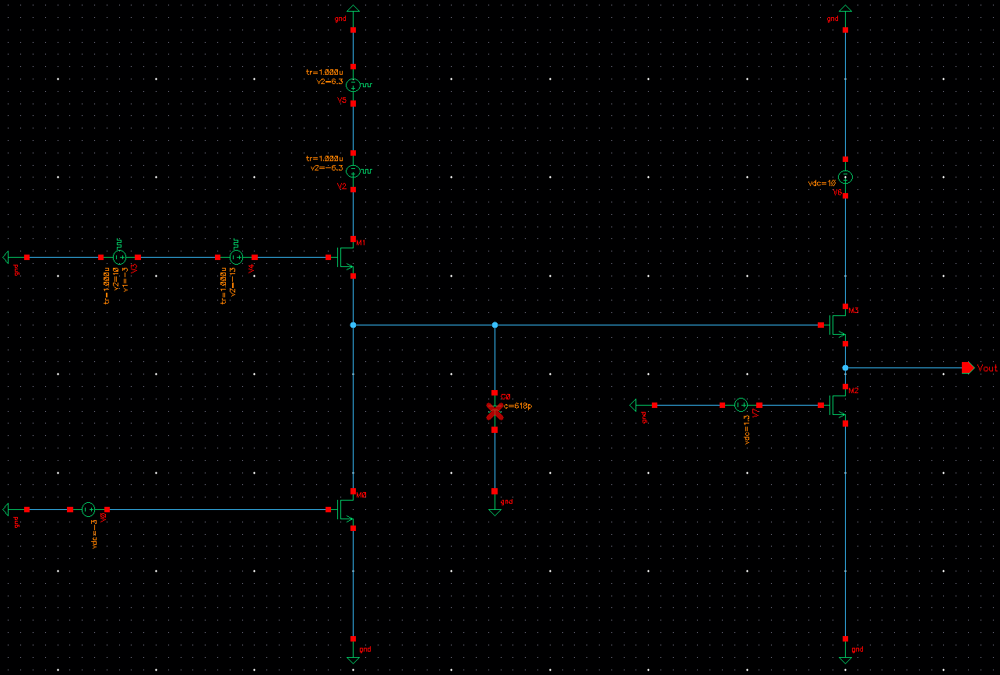 gnd
gnd
tr=1.000u
v2=6.3
V5
tr=1.000u
v2=-6.3
V2
vdc=10
V6
M1
gnd
tr=1.000u
v2=10
v1=-3
V3
tr=1.000u
v2=-13
V4
M3
Vout
M2
C0
c=618p
gnd
vdc=1.3
V7
M0
gnd
vdc=-3
gnd
gnd
gnd